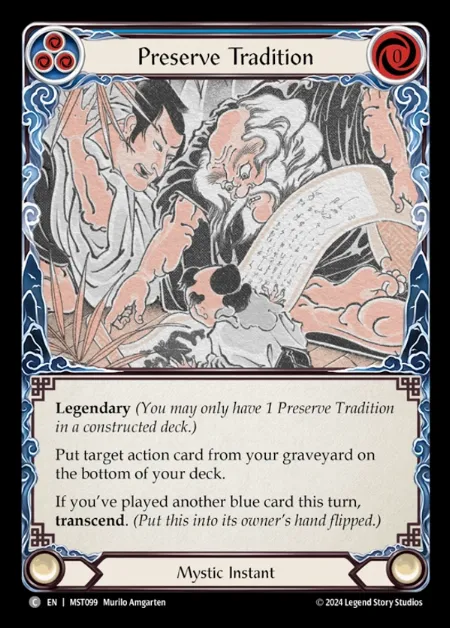 Preserve Tradition
0
Legendary (You may only have 1 Preserve Tradition
in a constructed deck.)
Put target action card from your graveyard on
the bottom of your deck.
If you've played another blue card this turn,
transcend. (Put this into its owner's hand flipped.)
Mystic Instant
C EN | MST099 Murilo Amgarten
© 2024 Legend Story Studios